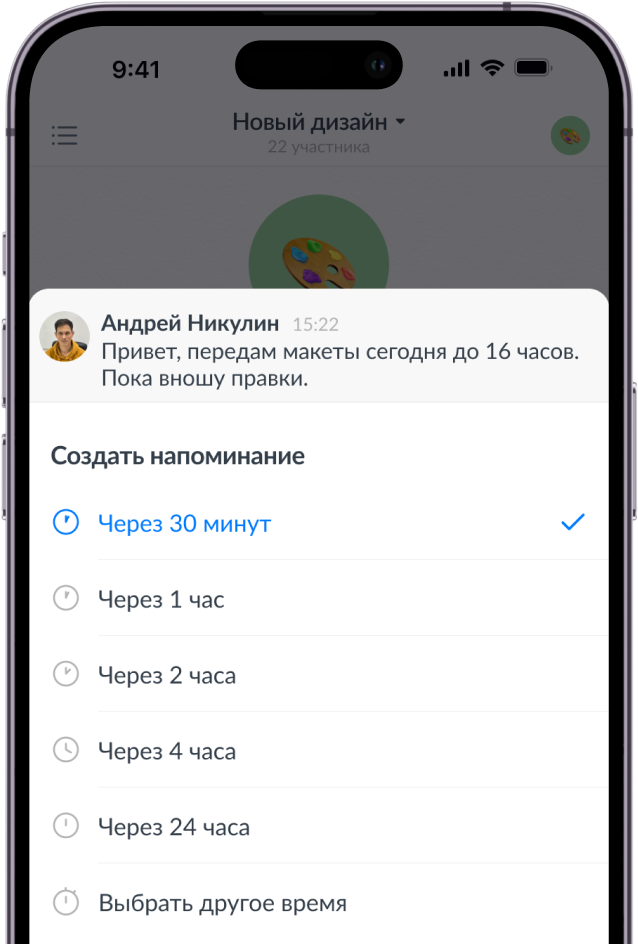 9:41
Новый дизайн
22 участника
Андрей Никулин 15:22
Привет, передам макеты сегодня до 16 часов.
Пока вношу правки.
Создать напоминание
Через 30 минут
Через 1 час
Через 2 часа
Через 4 часа
Через 24 часа
Выбрать другое время